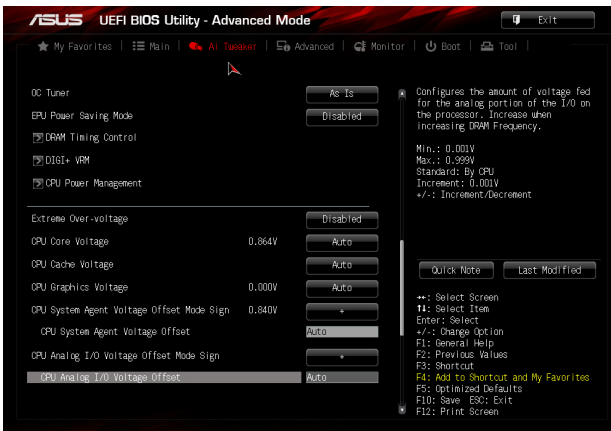 ASUS UEFI BIOS Utility - Advanced Mode
Exit
My Favorites
Main
Ai Tweaker
Advanced
Monitor
Boot
Tool
OC Tuner As Is
EPU Power Saving Mode Disabled
DRAM Timing Control
DIGI+ VRM
CPU Power Management
Extreme Over-voltage Disabled
CPU Core Voltage 0.864V Auto
CPU Cache Voltage Auto
CPU Graphics Voltage 0.000V Auto
CPU System Agent Voltage Offset Mode Sign 0.840V +
CPU System Agent Voltage Offset Auto
CPU Analog I/O Voltage Offset Mode Sign +
CPU Analog I/O Voltage Offset Auto
Configures the amount of voltage fed
for the analog portion of the I/O on
the processor. Increase when
increasing DRAM Frequency.
Min.: 0.001V
Max.: 0.999V
Standard: By CPU
Increment: 0.001V
+/-: Increment/Decrement
Quick Note
Last Modified
→←: Select Screen
↑↓: Select Item
Enter: Select
+/-: Change Option
F1: General Help
F2: Previous Values
F3: Shortcut
F4: Add to Shortcut and My Favorites
F5: Optimized Defaults
F10: Save ESC: Exit
F12: Print Screen